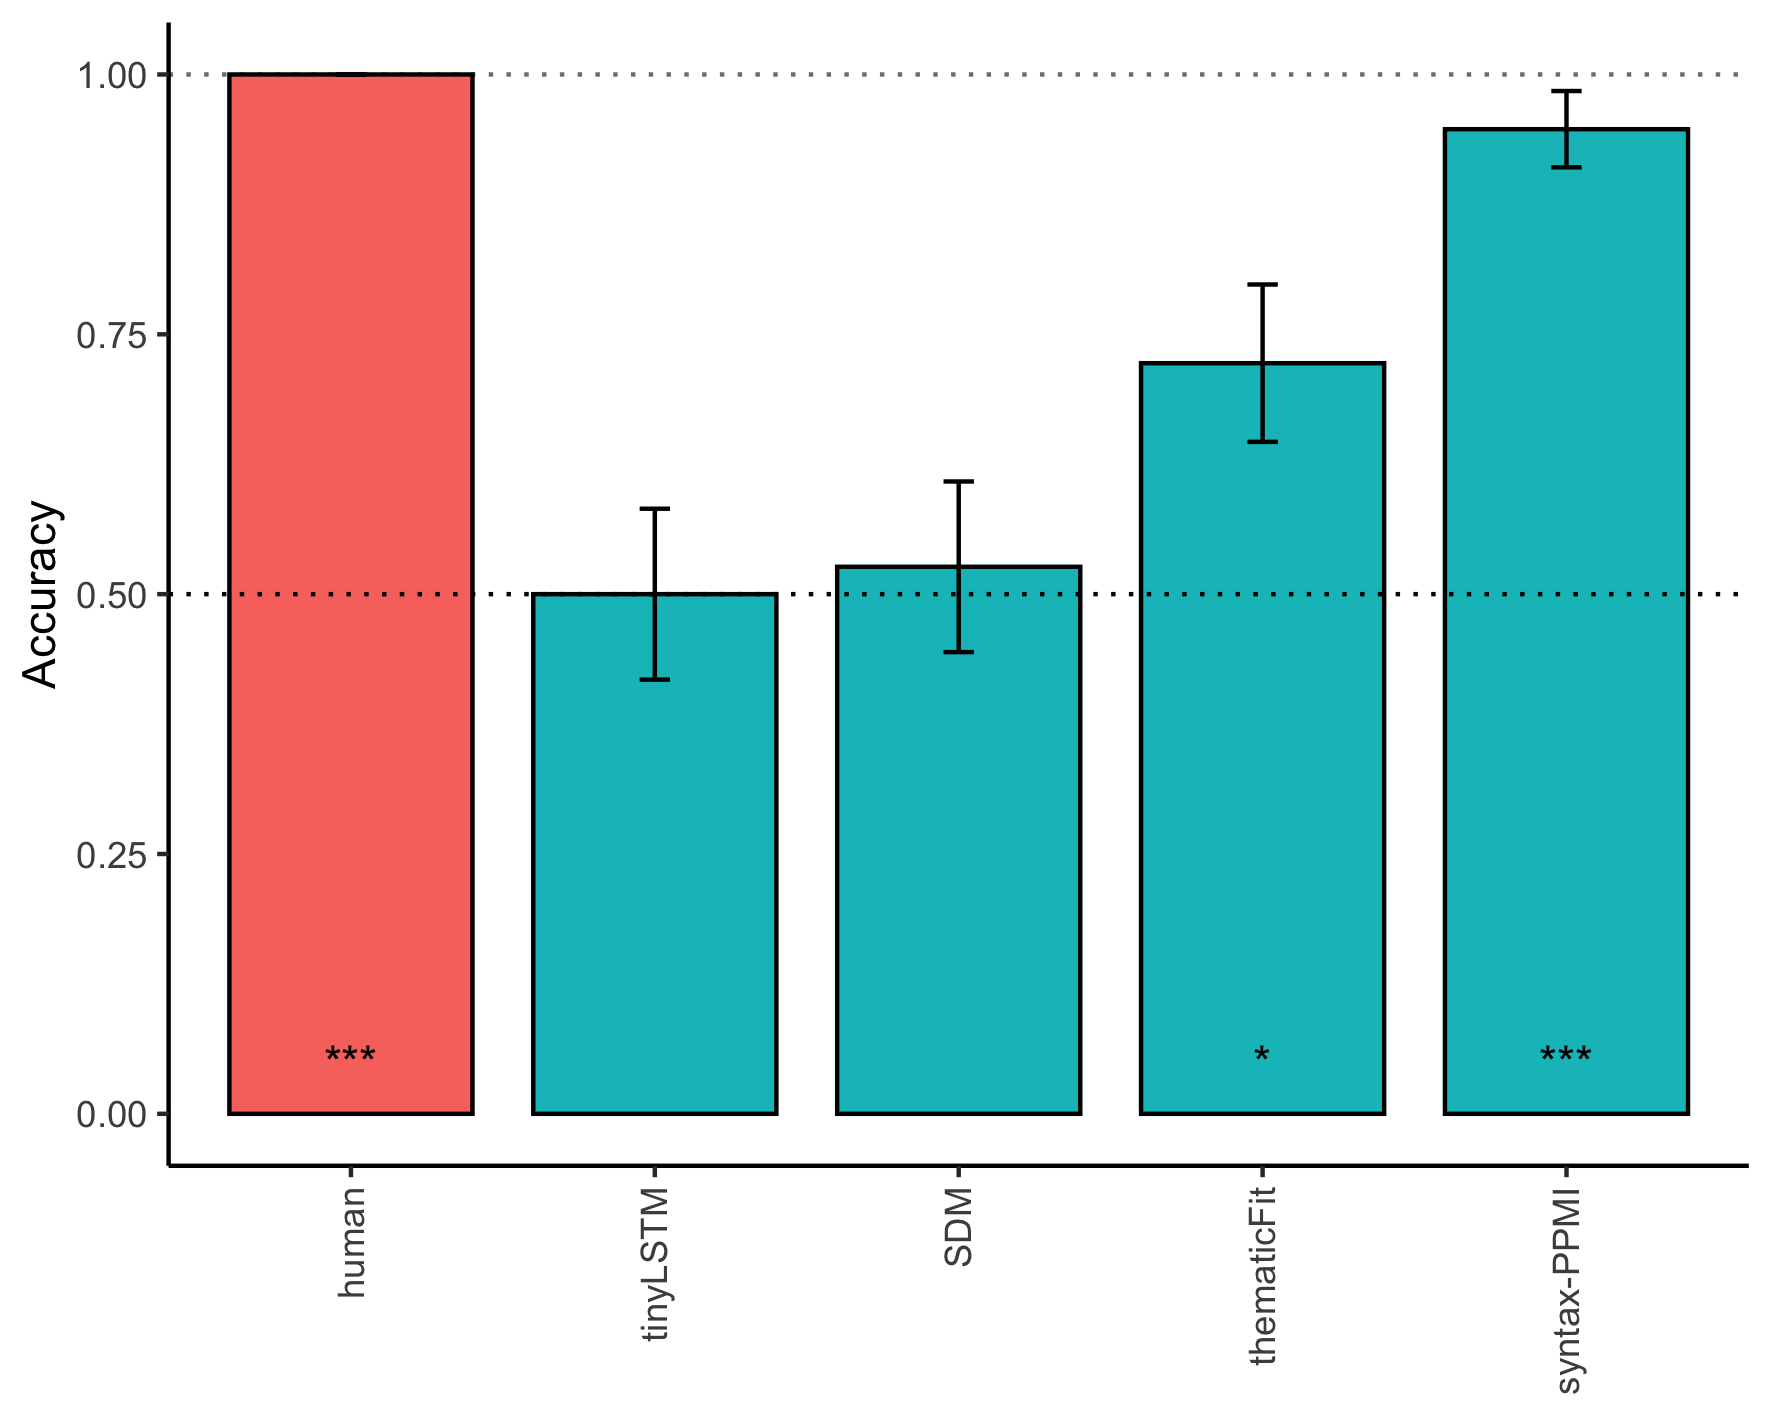 Accuracy
1.00
0.75
0.50
0.25
0.00
***
*
***
human
tinyLSTM
SDM
thematicFit
syntax-PPMI